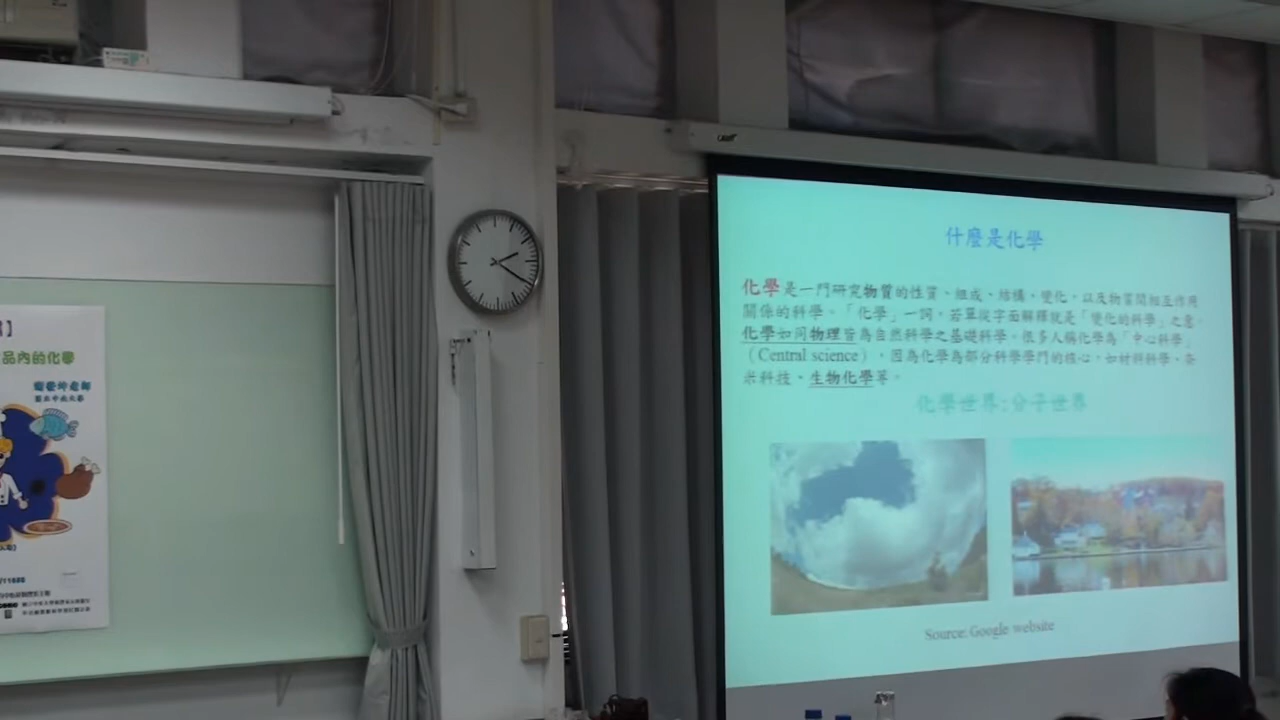 什麼是化學
化學是一門研究物質的性質、組成、結構、變化,以及物質間相互作用
關係的科學。「化學」一詞,若單從字面解釋就是「變化的科學」之意。
化學如同物理皆為自然科學之基礎科學。很多人稱化學為「中心科學」
(Central science),因為化學為部分科學學門的核心,如材料科學、奈
米科技、生物化學等。
化學世界:分子世界
Source: Google website
品內的化學